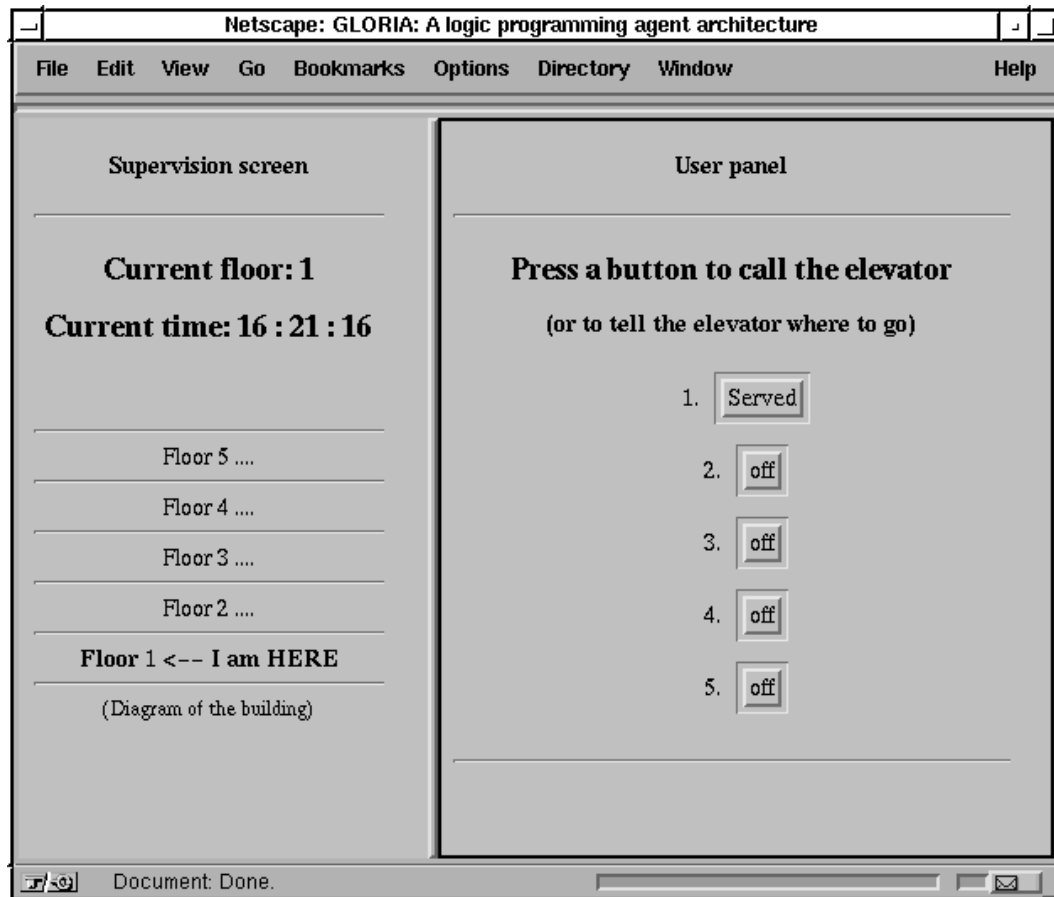 Netscape: GLORIA: A logic programming agent architecture
File Edit View Go Bookmarks Options Directory Window Help
Supervision screen
Current floor: 1
Current time: 16 : 21 : 16
Floor 5 ....
Floor 4 ....
Floor 3 ....
Floor 2 ....
Floor 1 <-- I am HERE
(Diagram of the building)
User panel
Press a button to call the elevator
(or to tell the elevator where to go)
1. Served
2. off
3. off
4. off
5. off
Document: Done.